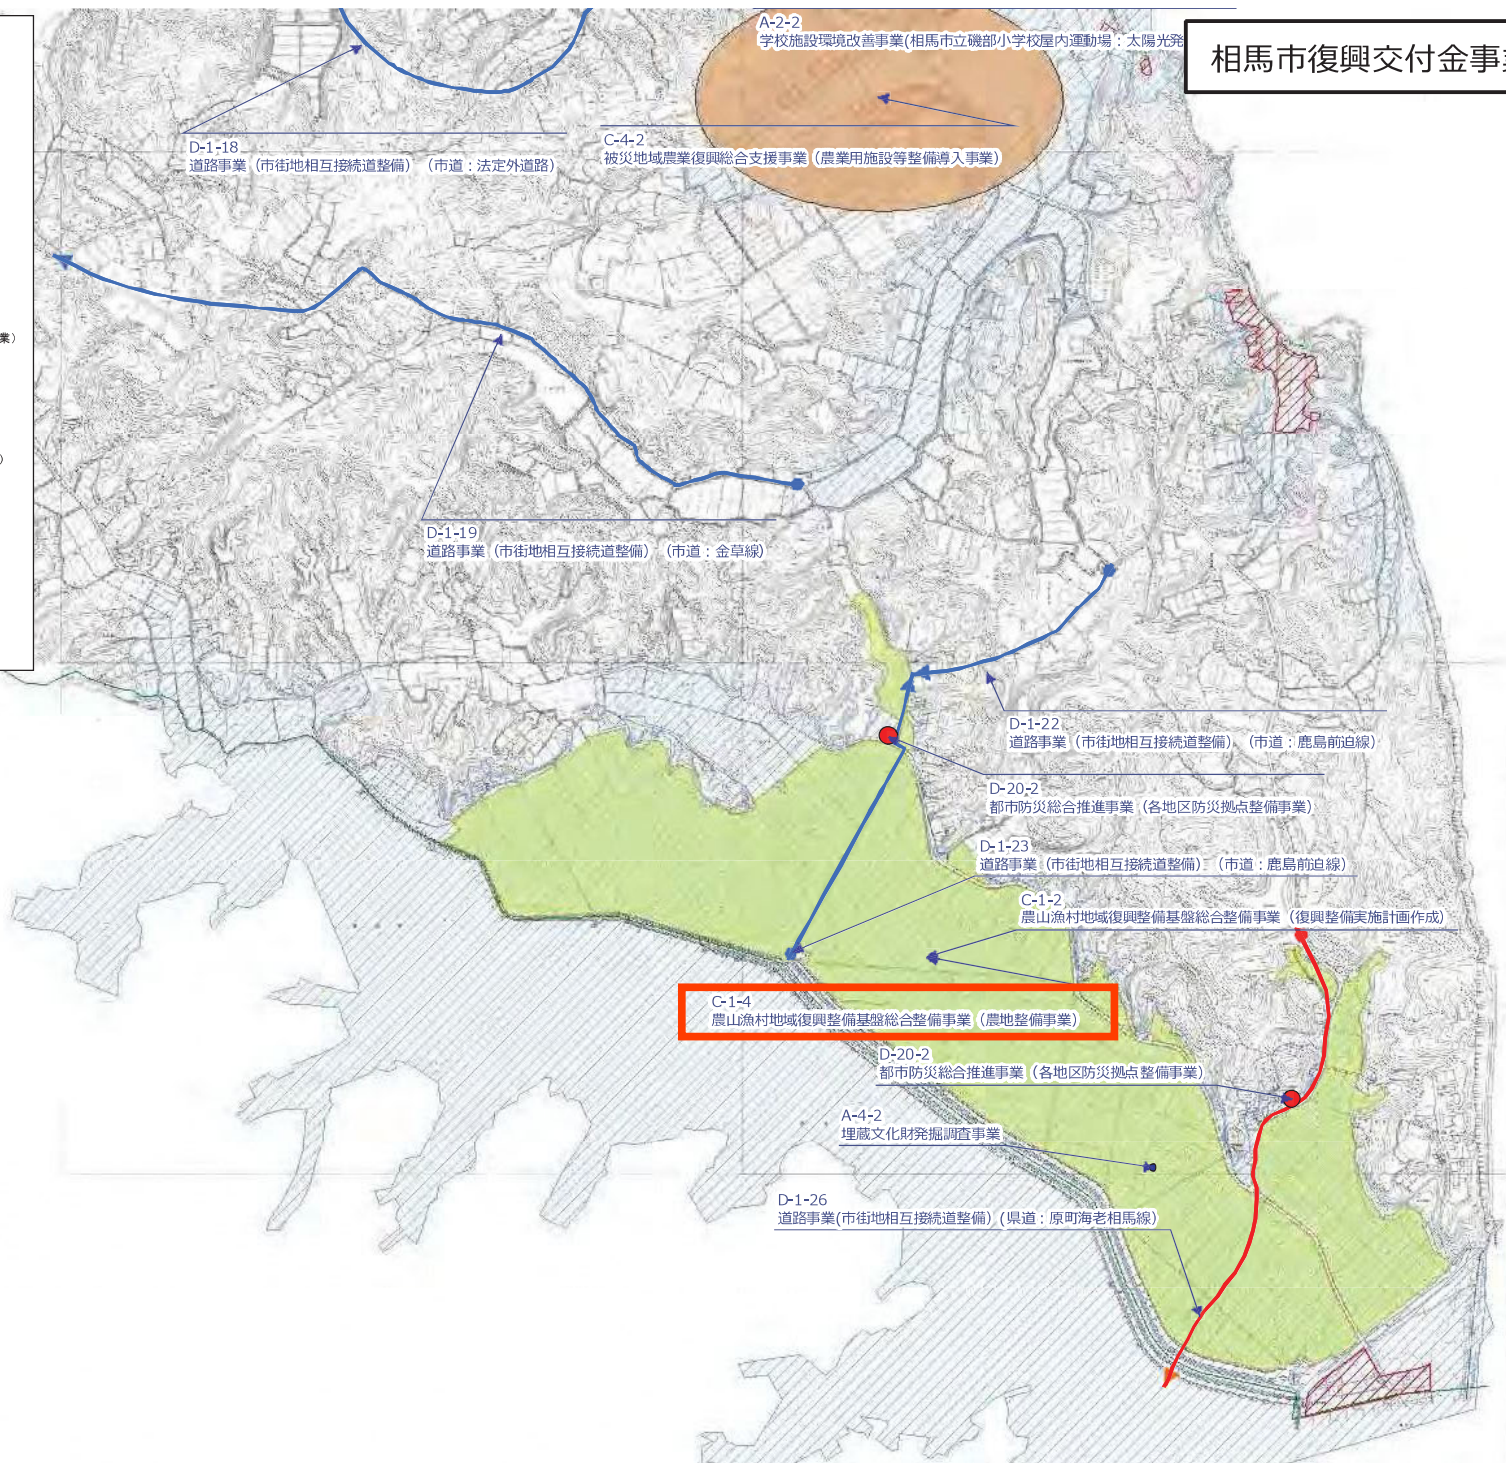 A-2-2
学校施設環境改善事業(相馬市立磯部小学校屋内運動場：太陽光発
相馬市復興交付金事業
D-1-18
道路事業（市街地相互接続道整備）（市道：法定外道路）
C-4-2
被災地域農業復興総合支援事業（農業用施設等整備導入事業）
業）
）
D-1-19
道路事業（市街地相互接続道整備）（市道：金草線）
D-1-22
道路事業（市街地相互接続道整備）（市道：鹿島前迫線）
D-20-2
都市防災総合推進事業（各地区防災拠点整備事業）
D-1-23
道路事業（市街地相互接続道整備）（市道：鹿島前迫線）
C-1-2
農山漁村地域復興整備基盤総合整備事業（復興整備実施計画作成）
C-1-4
農山漁村地域復興整備基盤総合整備事業（農地整備事業）
D-20-2
都市防災総合推進事業（各地区防災拠点整備事業）
A-4-2
埋蔵文化財発掘調査事業
D-1-26
道路事業(市街地相互接続道整備）(県道：原町海老相馬線）